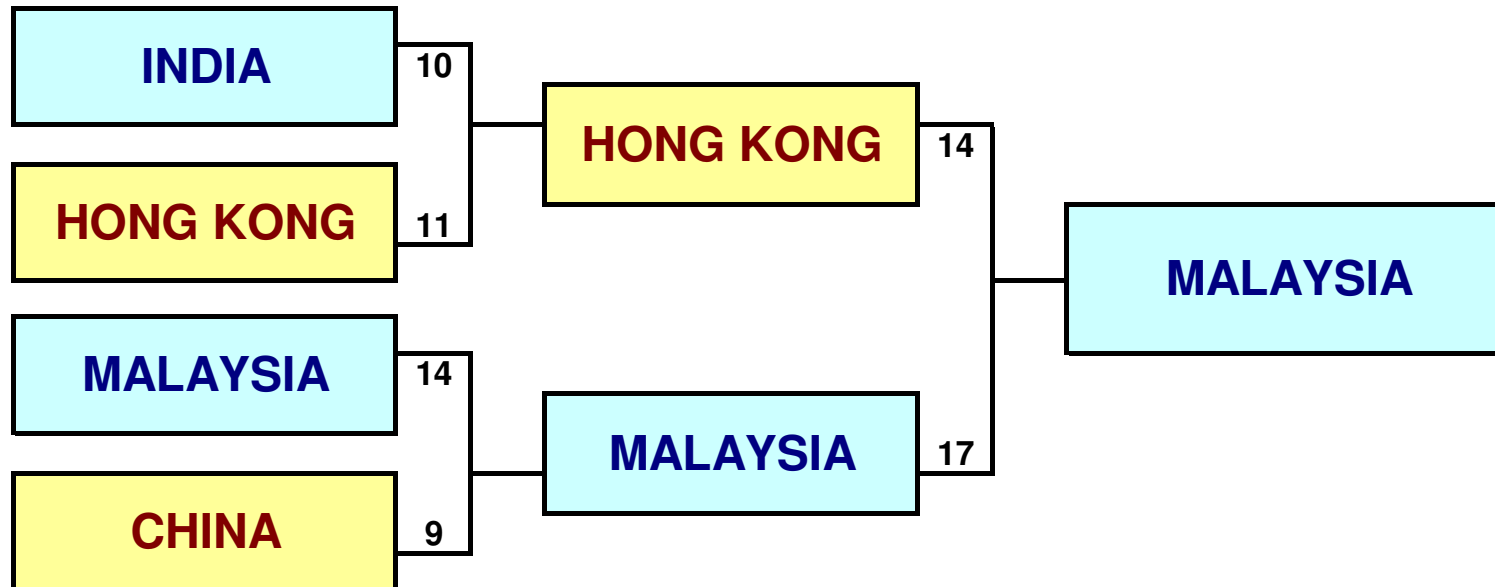 INDIA
10
HONG KONG
11
HONG KONG
14
MALAYSIA
MALAYSIA
14
MALAYSIA
17
CHINA
9